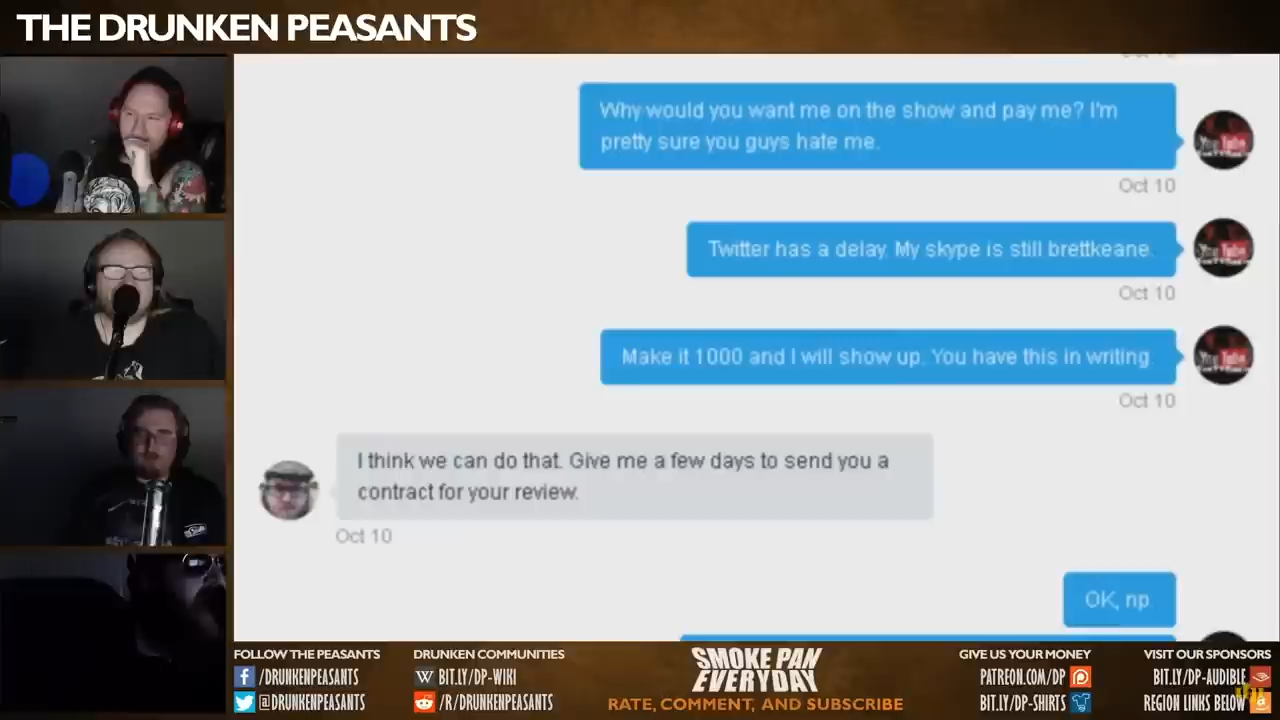 THE DRUNKEN PEASANTS
Why would you want me on the show and pay me? I'm
pretty sure you guys hate me.
Oct 10
Twitter has a delay. My skype is still brettkeane.
Oct 10
Make it 1000 and I will show up. You have this in writing
Oct 10
I think we can do that. Give me a few days to send you a
contract for your review.
Oct 10
OK, np
FOLLOW THE PEASANTS
/DRUNKENPEASANTS
@DRUNKENPEASANTS
DRUNKEN COMMUNITIES
W BIT.LY/DP-WIKI
/R/DRUNKENPEASANTS
SMOKE PAN
EVERYDAY
RATE, COMMENT, AND SUBSCRIBE
GIVE US YOUR MONEY
PATREON.COM/DP
BIT.LY/DP-SHIRTS
VISIT OUR SPONSORS
BIT.LY/DP-AUDIBLE
REGION LINKS BELOW